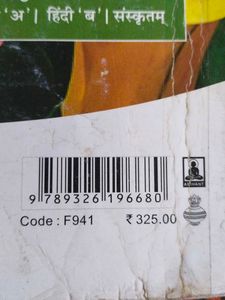 'अ' | हिंदी 'ब' | संस्कृतम्
9 789326 196680
ARIHANT
Code : F941 ₹ 325.00